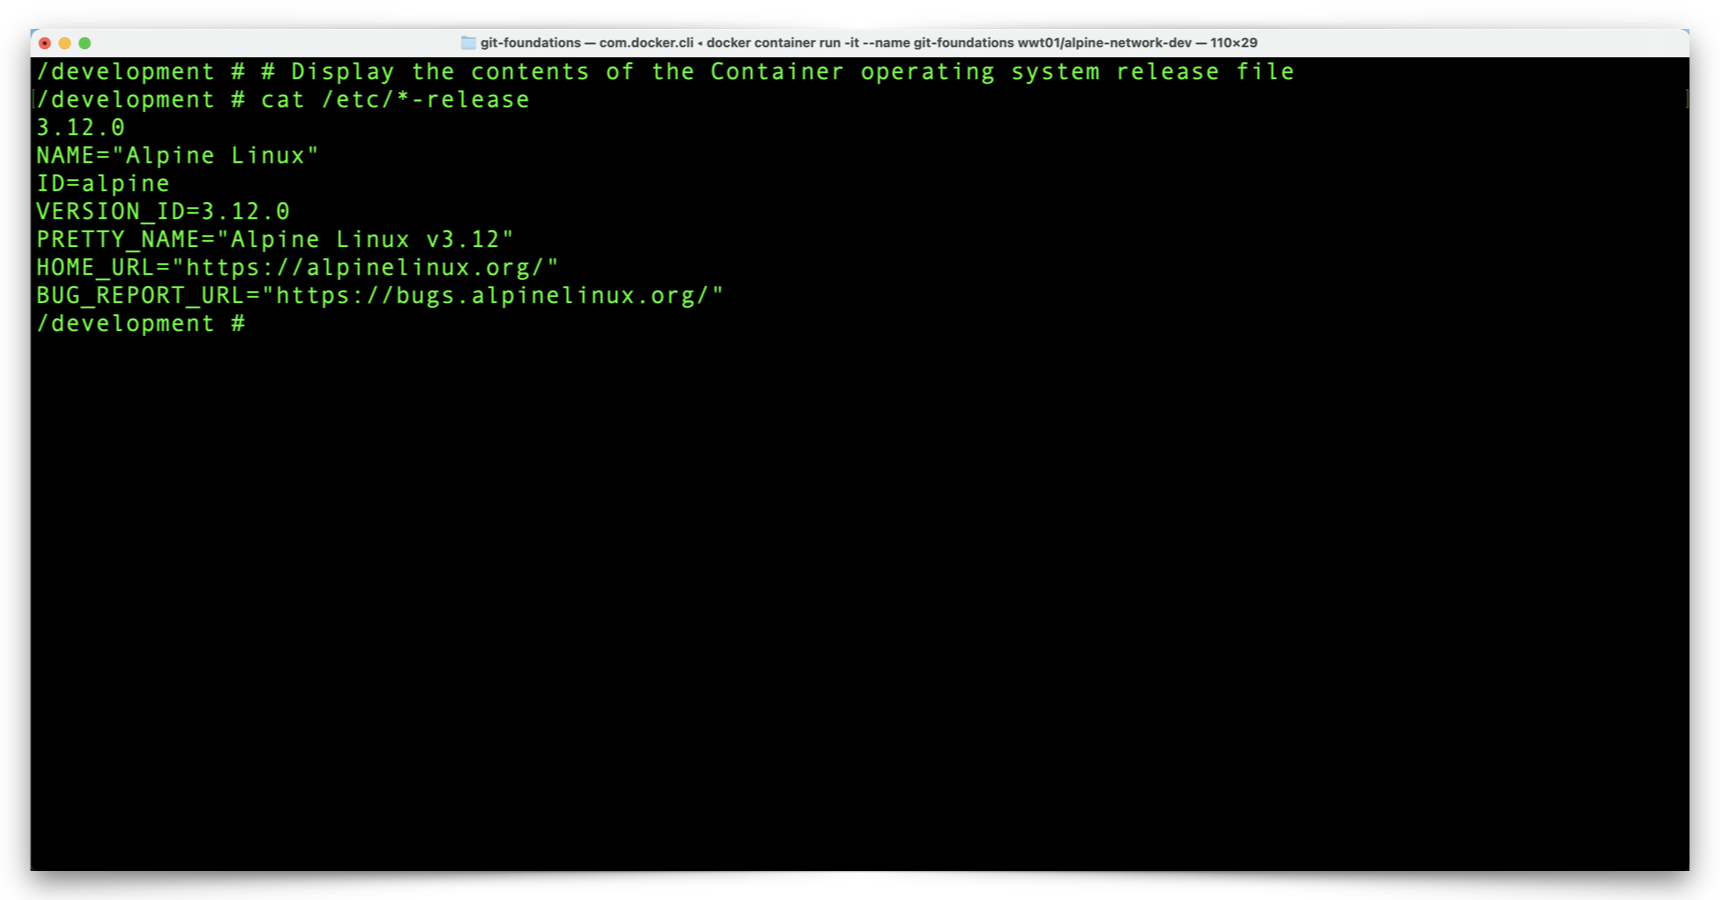 git-foundations — com.docker.cli ◂ docker container run -it --name git-foundations wwt01/alpine-network-dev — 110×29
/development # # Display the contents of the Container operating system release file
/development # cat /etc/*-release
3.12.0
NAME="Alpine Linux"
ID=alpine
VERSION_ID=3.12.0
PRETTY_NAME="Alpine Linux v3.12"
HOME_URL="https://alpinelinux.org/"
BUG_REPORT_URL="https://bugs.alpinelinux.org/"
/development #